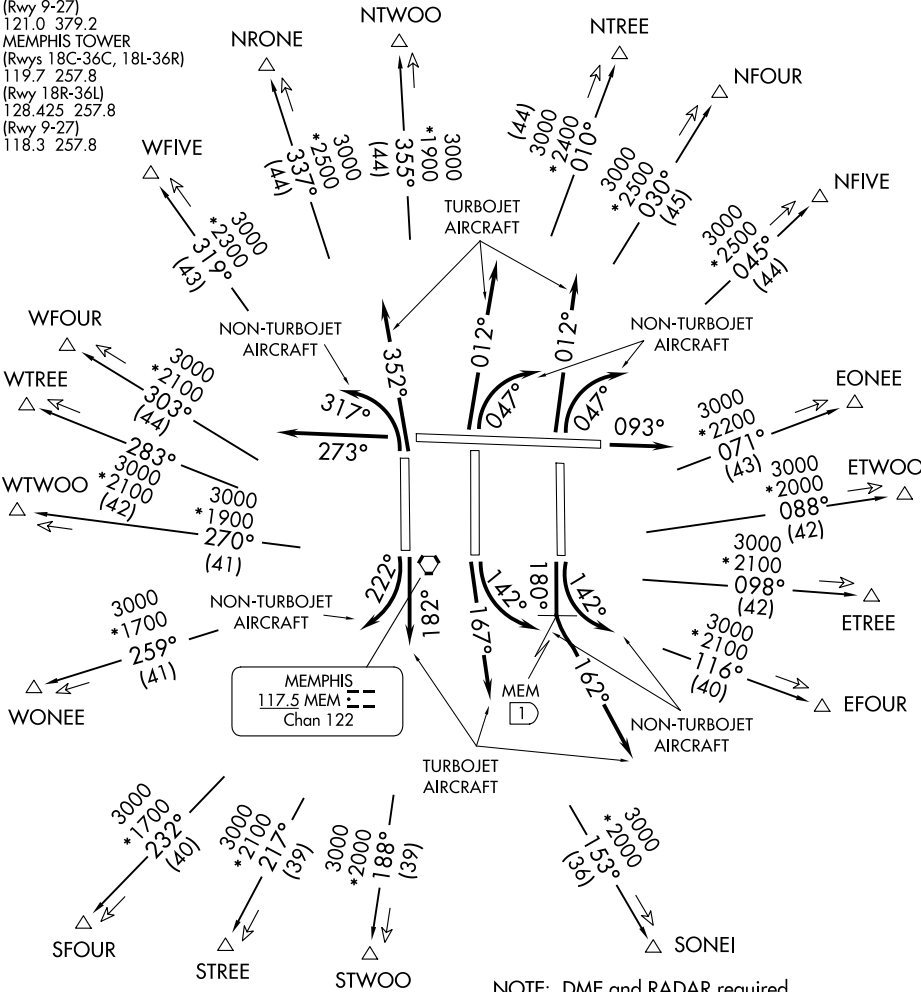 (Rwy 9-27)
121.0 379.2
MEMPHIS TOWER
(Rwys 18C-36C, 18L-36R)
119.7 257.8
(Rwy 18R-36L)
128.425 257.8
(Rwy 9-27)
118.3 257.8
NTWOO
3000
*1900
355°
(44)
NRONE
3000
*2500
337°
(44)
NTREE
(44)
3000
*2400
010°
NFOUR
3000
*2500
030°
(45)
NFIVE
3000
*2500
045°
(44)
WFIVE
3000
*2300
319°
(43)
TURBOJET
AIRCRAFT
NON-TURBOJET
AIRCRAFT
NON-TURBOJET
AIRCRAFT
WFOUR
3000
*2100
303°
(44)
WTREE
283°
3000
*2100
(42)
WTWOO
3000
*1900
270°
(41)
WONEE
3000
*1700
259°
(41)
352°
012°
012°
317°
047°
047°
273°
093°
EONEE
3000
*2200
071°
(43)
ETWOO
3000
*2000
088°
(42)
ETREE
3000
*2100
098°
(42)
EFOUR
3000
*2100
116°
(40)
222°
182°
142°
167°
180°
142°
162°
NON-TURBOJET
AIRCRAFT
MEMPHIS
117.5 MEM
Chan 122
MEM
1
NON-TURBOJET
AIRCRAFT
TURBOJET
AIRCRAFT
3000
*1700
232°
(40)
SFOUR
3000
*2100
217°
(39)
STREE
3000
*2000
188°
(39)
STWOO
3000
*2000
153°
(36)
SONEI
NOTE: DME and RADAR required.